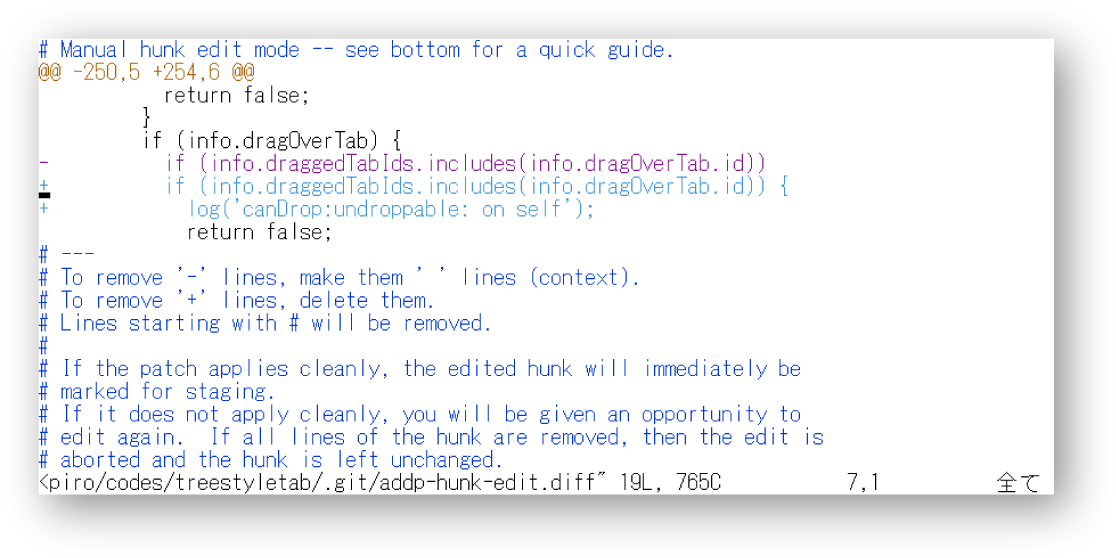 # Manual hunk edit mode -- see bottom for a quick guide.
@@ -250,5 +254,6 @@
           return false;
         }
         if (info.dragOverTab) {
-          if (info.draggedTabIds.includes(info.dragOverTab.id))
+          if (info.draggedTabIds.includes(info.dragOverTab.id)) {
+            log('canDrop:undroppable: on self');
             return false;
# ---
# To remove '-' lines, make them ' ' lines (context).
# To remove '+' lines, delete them.
# Lines starting with # will be removed.
#
# If the patch applies cleanly, the edited hunk will immediately be
# marked for staging.
# If it does not apply cleanly, you will be given an opportunity to
# edit again.  If all lines of the hunk are removed, then the edit is
# aborted and the hunk is left unchanged.
<piro/codes/treestyletab/.git/addp-hunk-edit.diff" 19L, 765C 7,1 全て